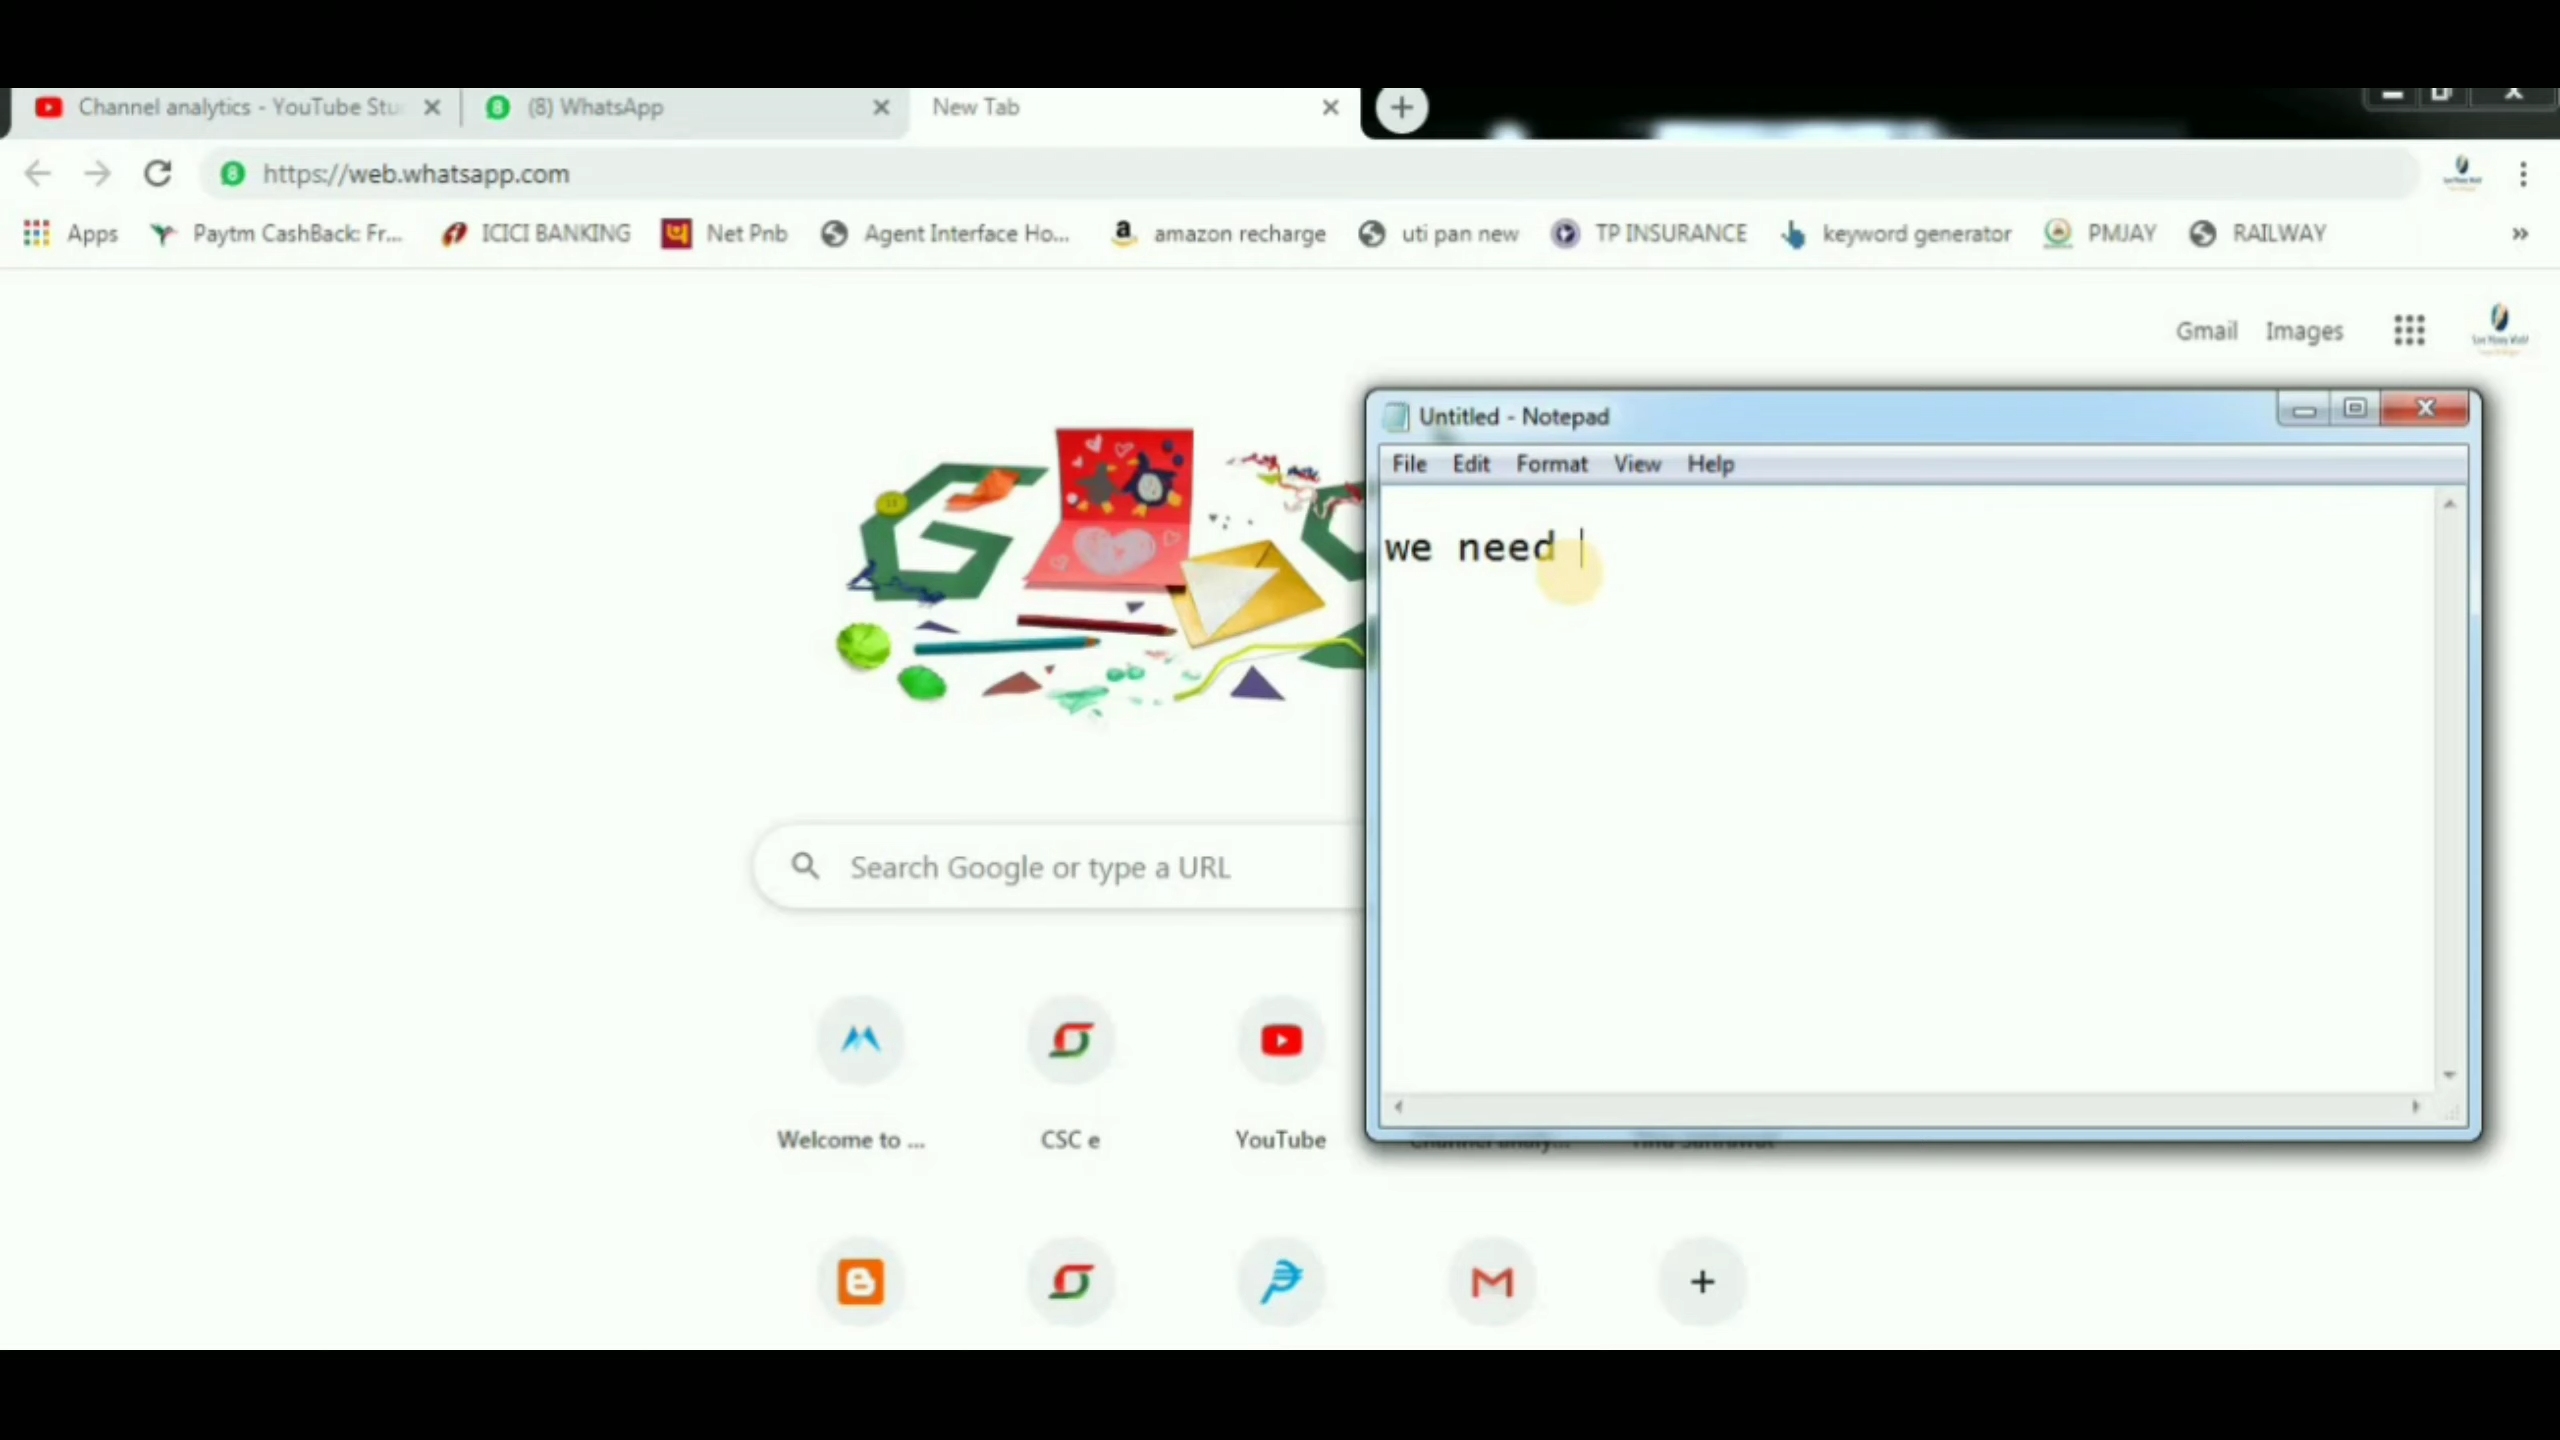 Channel analytics - YouTube Stu
(8) WhatsApp
New Tab
https://web.whatsapp.com
Apps
Paytm CashBack: Fr...
ICICI BANKING
Net Pnb
Agent Interface Ho...
amazon recharge
uti pan new
TP INSURANCE
keyword generator
PMJAY
RAILWAY
Gmail
Images
Untitled - Notepad
File Edit Format View Help
we need
Search Google or type a URL
Welcome to ...
CSC e
YouTube